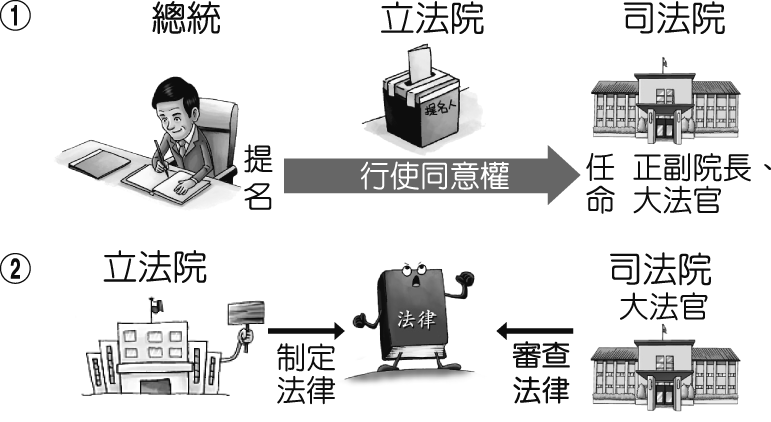 ①
總統
立法院
司法院
提名人
提名
行使同意權
任命
正副院長、
大法官
②
立法院
司法院
大法官
法律
制定
法律
審查
法律